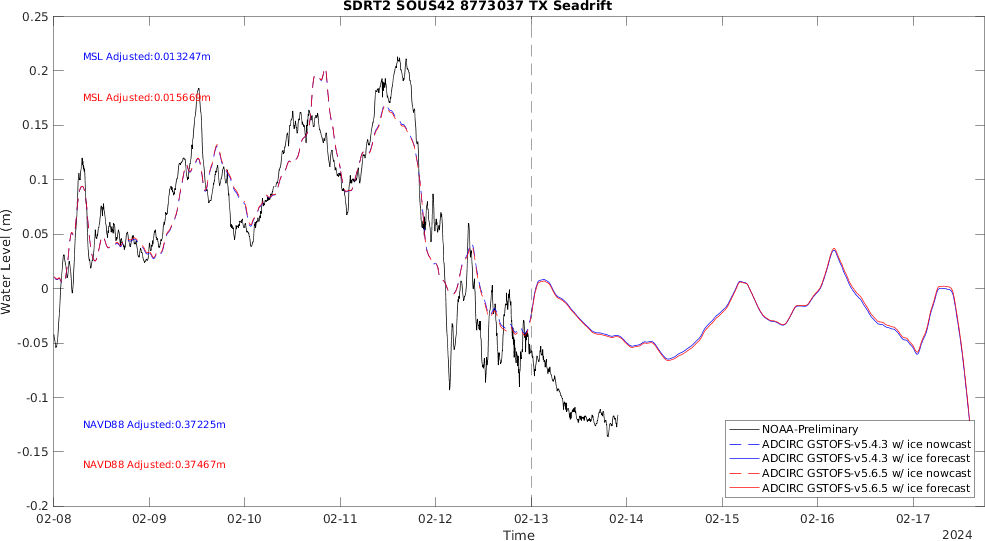 SDRT2 SOUS42 8773037 TX Seadrift
Water Level (m)
0.25
0.2
0.15
0.1
0.05
0
-0.05
-0.1
-0.15
-0.2
MSL Adjusted:0.013247m
MSL Adjusted:0.015669m
NAVD88 Adjusted:0.37225m
NAVD88 Adjusted:0.37467m
NOAA-Preliminary
ADCIRC GSTOFS-v5.4.3 w/ ice nowcast
ADCIRC GSTOFS-v5.4.3 w/ ice forecast
ADCIRC GSTOFS-v5.6.5 w/ ice nowcast
ADCIRC GSTOFS-v5.6.5 w/ ice forecast
02-08 02-09 02-10 02-11 02-12 02-13 02-14 02-15 02-16 02-17
Time
2024